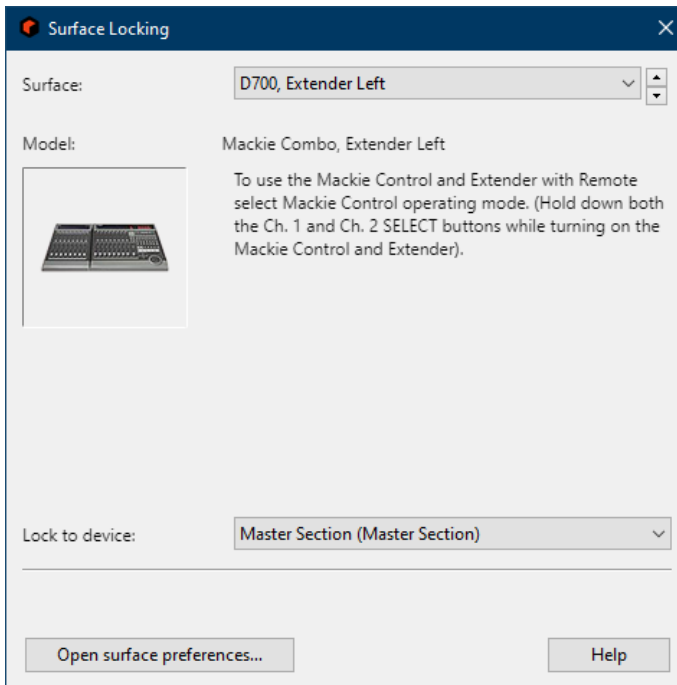 Surface Locking
Surface:
D700, Extender Left
Model:
Mackie Combo, Extender Left
To use the Mackie Control and Extender with Remote
select Mackie Control operating mode. (Hold down both
the Ch. 1 and Ch. 2 SELECT buttons while turning on the
Mackie Control and Extender).
Lock to device:
Master Section (Master Section)
Open surface preferences...
Help